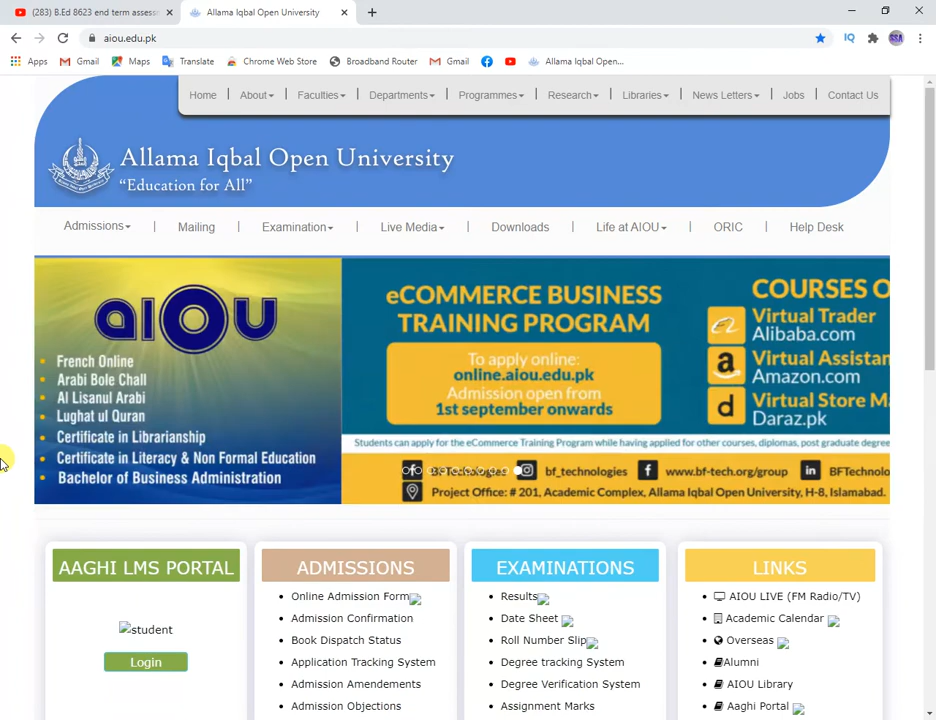 (283) B.Ed 8623 end term assess
Allama Iqbal Open University
aiou.edu.pk
IQ
Apps
Gmail
Maps
Translate
Chrome Web Store
Broadband Router
Gmail
Allama Iqbal Open...
Home | About | Faculties | Departments | Programmes | Research | Libraries | News Letters | Jobs | Contact Us
Allama Iqbal Open University
“Education for All”
Admissions | Mailing | Examination | Live Media | Downloads | Life at AIOU | ORIC | Help Desk
aIOU
French Online
Arabi Bole Chall
Al Lisanul Arabi
Lughat ul Quran
Certificate in Librarianship
Certificate in Literacy & Non Formal Education
Bachelor of Business Administration
eCOMMERCE BUSINESS
TRAINING PROGRAM
To apply online:
online.aiou.edu.pk
Admission open from
1st september onwards
COURSES O
Virtual Trader
Alibaba.com
Virtual Assistan
Amazon.com
Virtual Store Ma
Daraz.pk
Students can apply for the eCommerce Training Program while having applied for other courses, diplomas, post graduate degree
bf_technologies
www.bf-tech.org/group
BFTechnolo
Project Office: # 201, Academic Complex, Allama Iqbal Open University, H-8, Islamabad.
AAGHI LMS PORTAL
student
Login
ADMISSIONS
Online Admission Form
Admission Confirmation
Book Dispatch Status
Application Tracking System
Admission Amendements
Admission Objections
EXAMINATIONS
Results
Date Sheet
Roll Number Slip
Degree tracking System
Degree Verification System
Assignment Marks
LINKS
AIOU LIVE (FM Radio/TV)
Academic Calendar
Overseas
Alumni
AIOU Library
Aaghi Portal